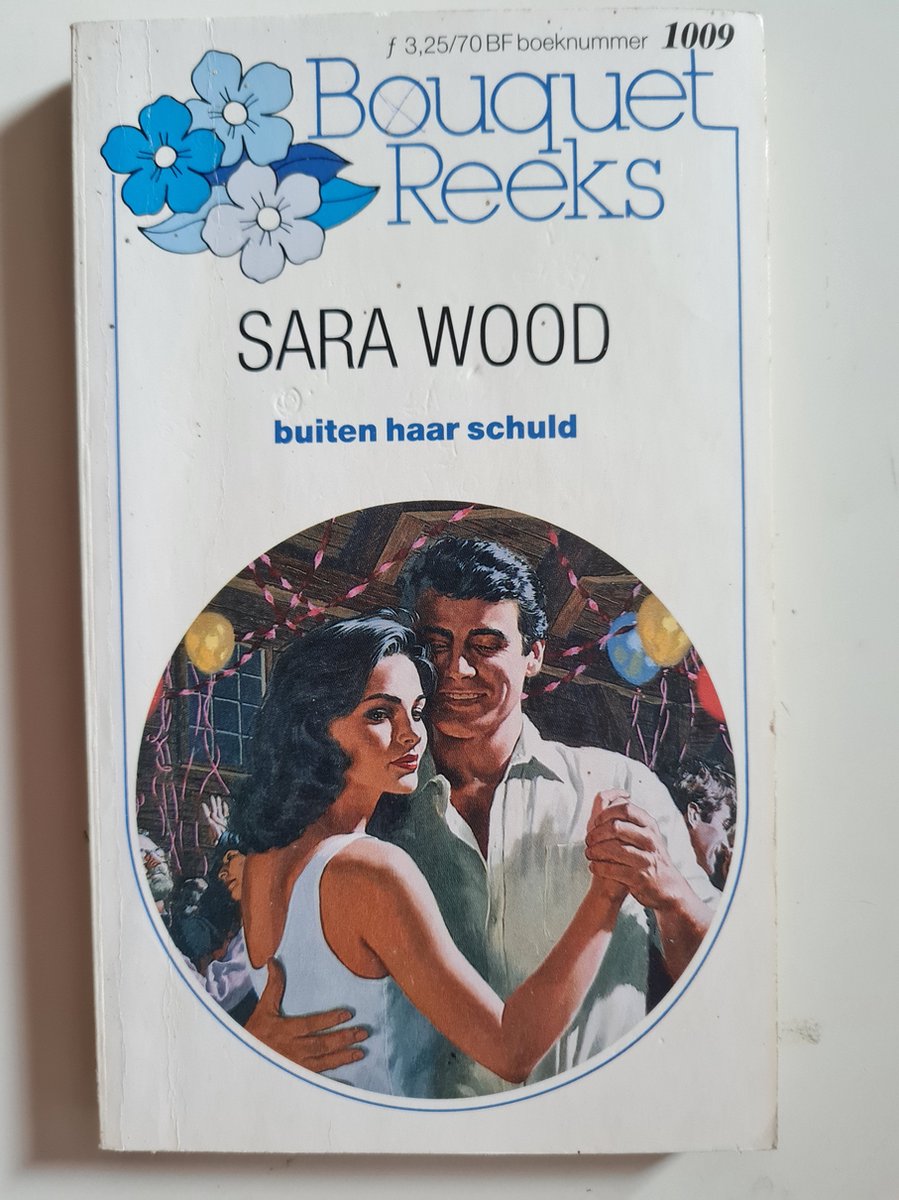 ƒ 3,25/70 BF boeknummer 1009
Bouquet
Reeks
SARA WOOD
buiten haar schuld